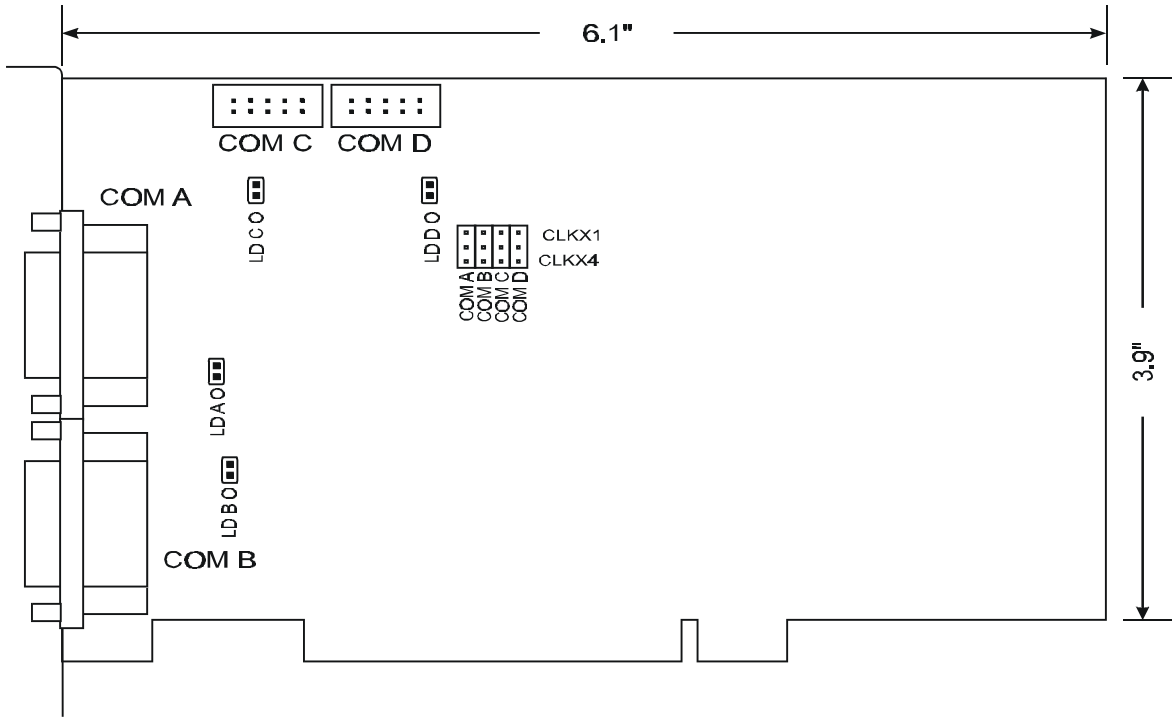 6.1"
COM C COM D
COM A
LDCO
LDDO
CLKX1
CLKX4
COM A
COM B
COM C
COM D
3.9"
LDAO
LDBO
COM B